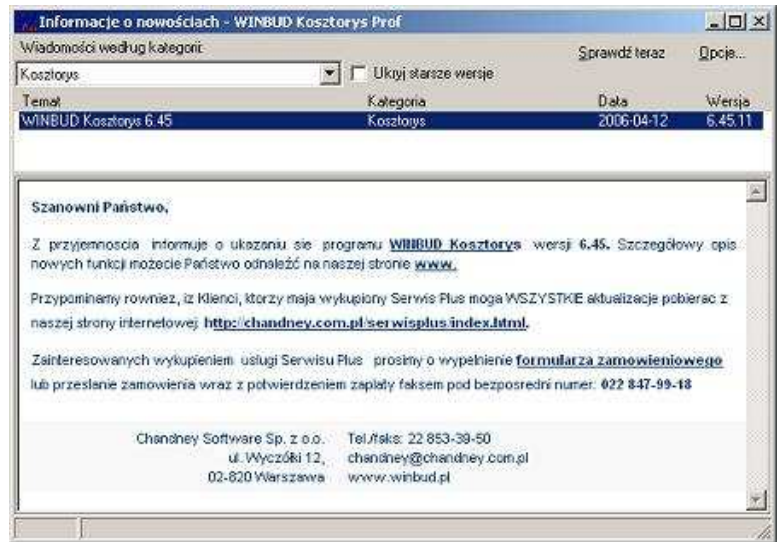 Informacje o nowościach - WINBUD Kosztorys Prof
Wiadomości według kategorii:
Sprawdź teraz Opcje...
Kosztorys Ukryj starsze wersje
Temat Kategoria Data Wersja
WINBUD Kosztorys 6.45 Kosztorys 2006-04-12 6.45.11
Szanowni Państwo,
Z przyjemnoscia informuje o ukazaniu sie programu WINBUD Kosztorys wersji 6.45. Szczegółowy opis
nowych funkcji możecie Państwo odnaleźć na naszej stronie www.
Przypominamy rowniez, iz Klienci, ktorzy maja wykupiony Serwis Plus moga WSZYSTKIE aktualizacje pobierac z
naszej strony internetowej: http://chandney.com.pl/serwisplus/index.html.
Zainteresowanych wykupieniem uslugi Serwisu Plus prosimy o wypelnienie formularza zamowieniowego
lub przeslanie zamowienia wraz z potwierdzeniem zaplaty faksem pod bezposredni numer: 022 847-99-18
Chandney Software Sp. z o.o. Tel./faks: 22 853-39-50
ul. Wyczółki 12, chandney@chandney.com.pl
02-820 Warszawa www.winbud.pl